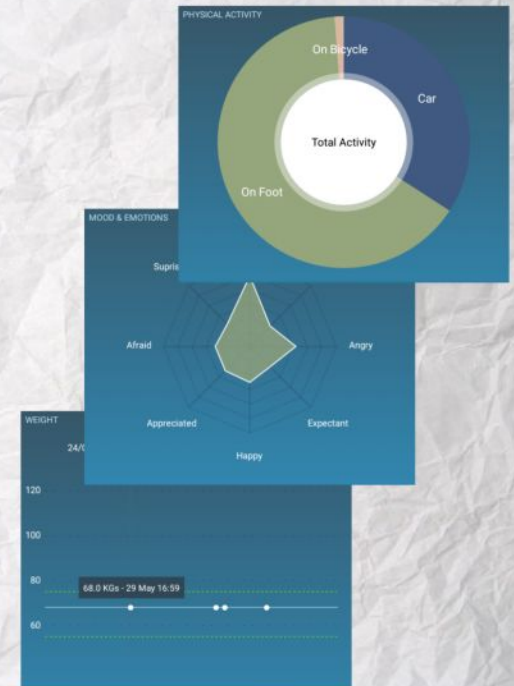 PHYSICAL ACTIVITY
On Bicycle
Car
Total Activity
On Foot
MOOD & EMOTIONS
Afraid
Angry
Appreciated
Expectant
Happy
WEIGHT
120
100
80
68.0 KGs - 29 May 16:59
60